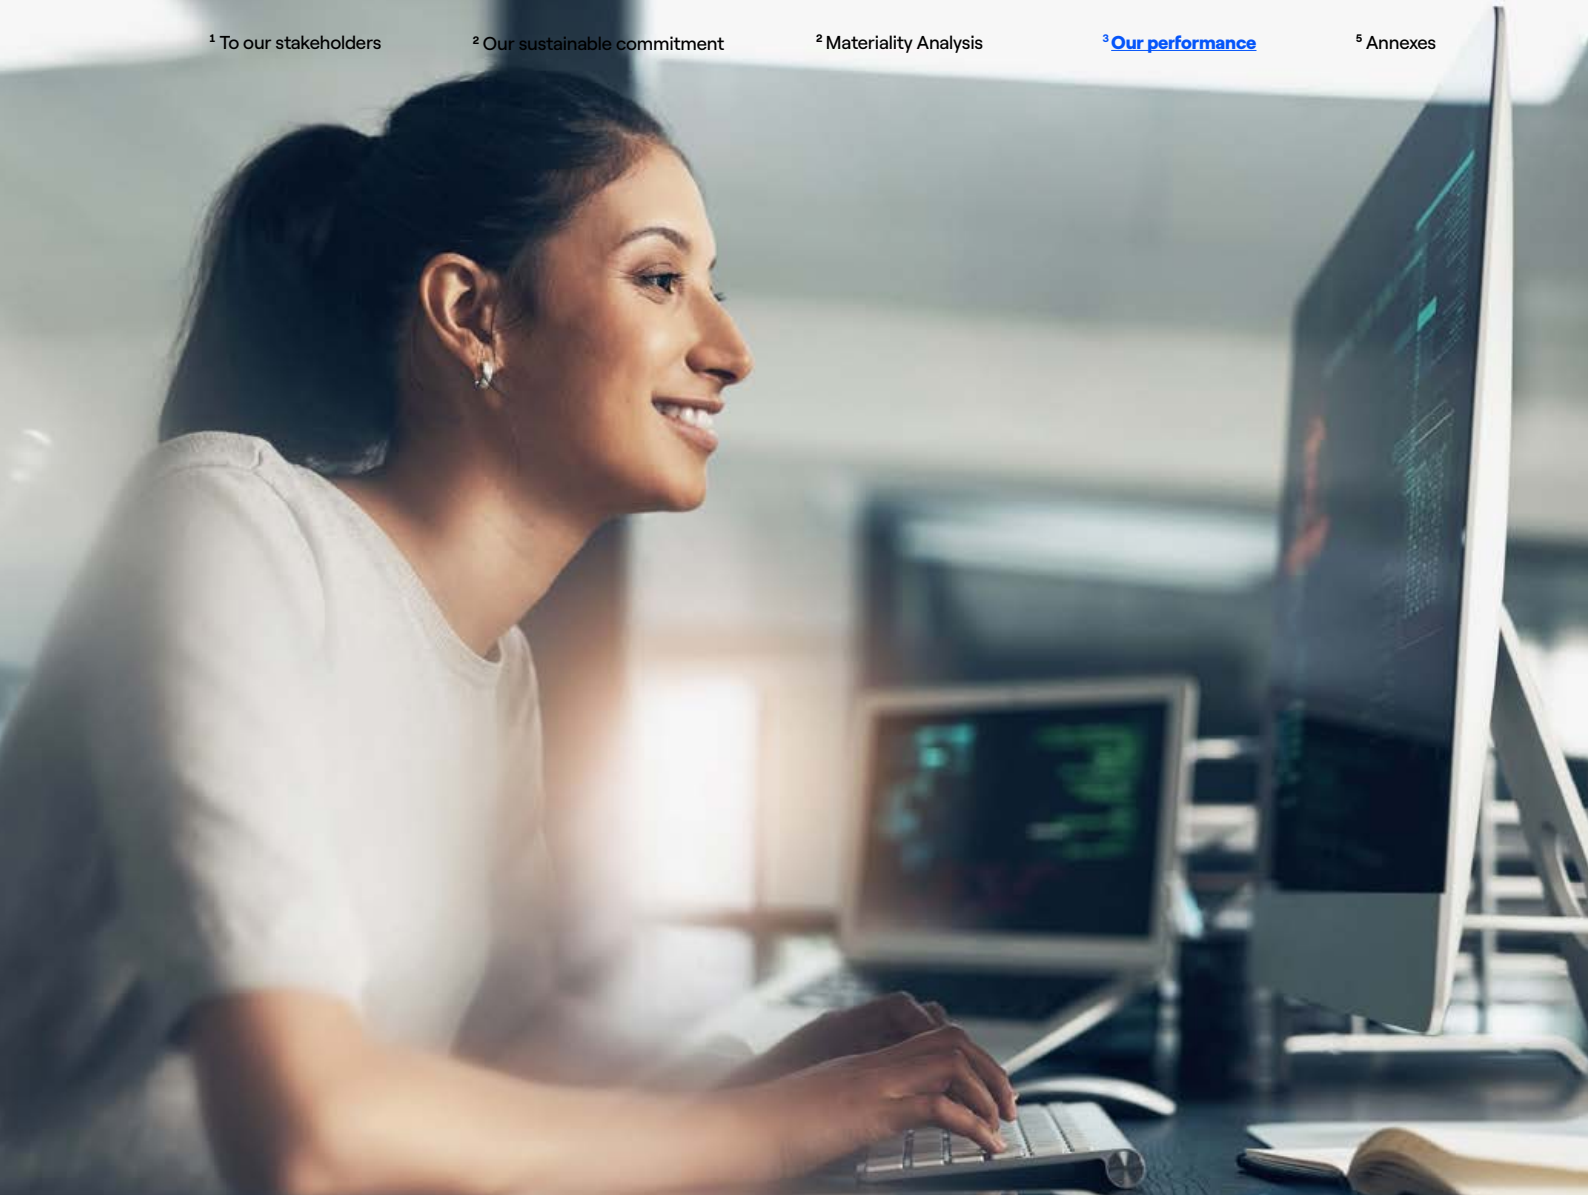 ¹ To our stakeholders ² Our sustainable commitment ² Materiality Analysis ³ Our performance ⁵ Annexes